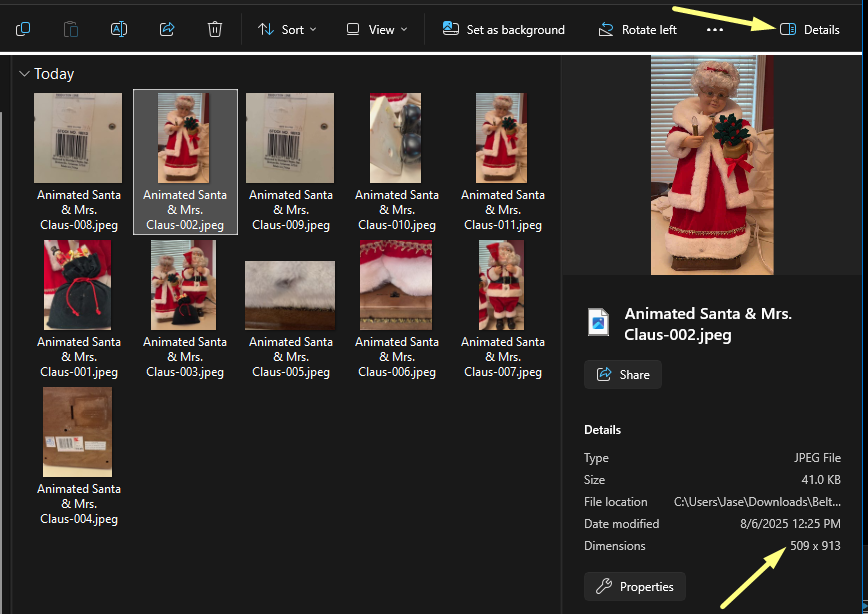 Sort
View
Set as background
Rotate left
Details
Today
Animated Santa
& Mrs.
Claus-008.jpeg
Animated Santa
& Mrs.
Claus-002.jpeg
Animated Santa
& Mrs.
Claus-009.jpeg
Animated Santa
& Mrs.
Claus-010.jpeg
Animated Santa
& Mrs.
Claus-011.jpeg
Animated Santa
& Mrs.
Claus-001.jpeg
Animated Santa
& Mrs.
Claus-003.jpeg
Animated Santa
& Mrs.
Claus-005.jpeg
Animated Santa
& Mrs.
Claus-006.jpeg
Animated Santa
& Mrs.
Claus-007.jpeg
Animated Santa
& Mrs.
Claus-004.jpeg
Animated Santa & Mrs.
Claus-002.jpeg
Share
Details
Type JPEG File
Size 41.0 KB
File location C:\Users\Jase\Downloads\Belt...
Date modified 8/6/2025 12:25 PM
Dimensions 509 x 913
Properties